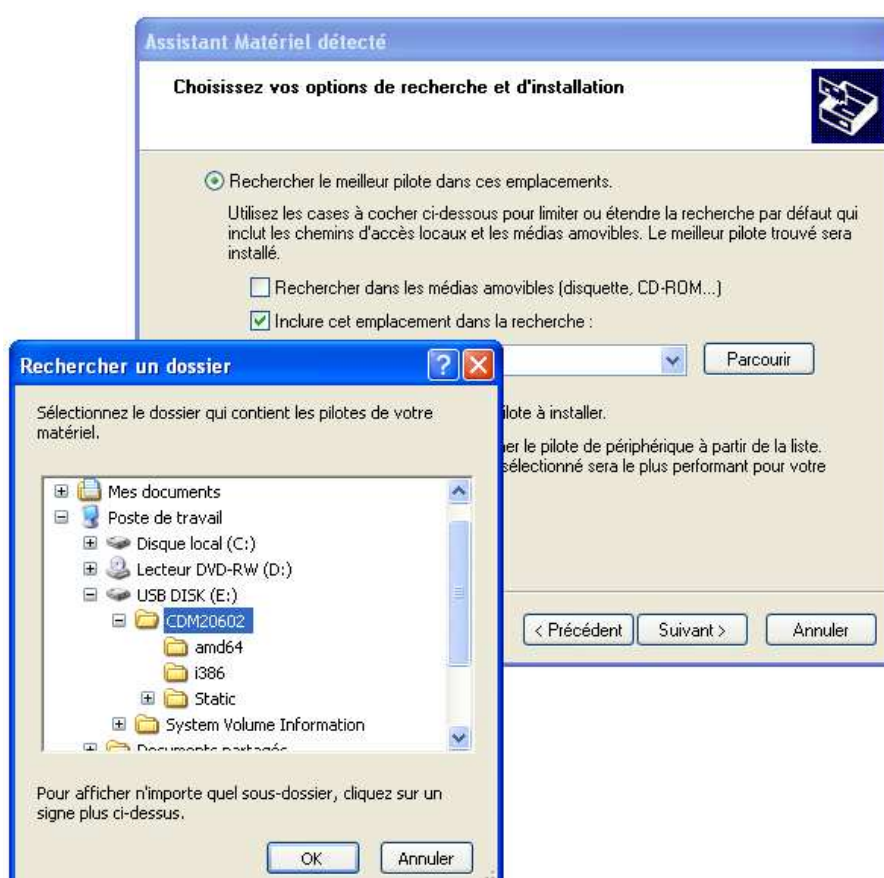 Assistant Matériel détecté
Choisissez vos options de recherche et d'installation
Rechercher le meilleur pilote dans ces emplacements.
Utilisez les cases à cocher ci-dessous pour limiter ou étendre la recherche par défaut qui
inclut les chemins d'accès locaux et les médias amovibles. Le meilleur pilote trouvé sera
installé.
Rechercher dans les médias amovibles (disquette, CD-ROM...)
Inclure cet emplacement dans la recherche :
Parcourir
à installer.
le pilote de périphérique à partir de la liste.
sélectionné sera le plus performant pour votre
< Précédent
Suivant >
Annuler
Rechercher un dossier
Sélectionnez le dossier qui contient les pilotes de votre
matériel.
Mes documents
Poste de travail
Disque local (C:)
Lecteur DVD-RW (D:)
USB DISK (E:)
CDM20602
amd64
i386
Static
System Volume Information
Documents partagés
Pour afficher n'importe quel sous-dossier, cliquez sur un
signe plus ci-dessus.
OK
Annuler